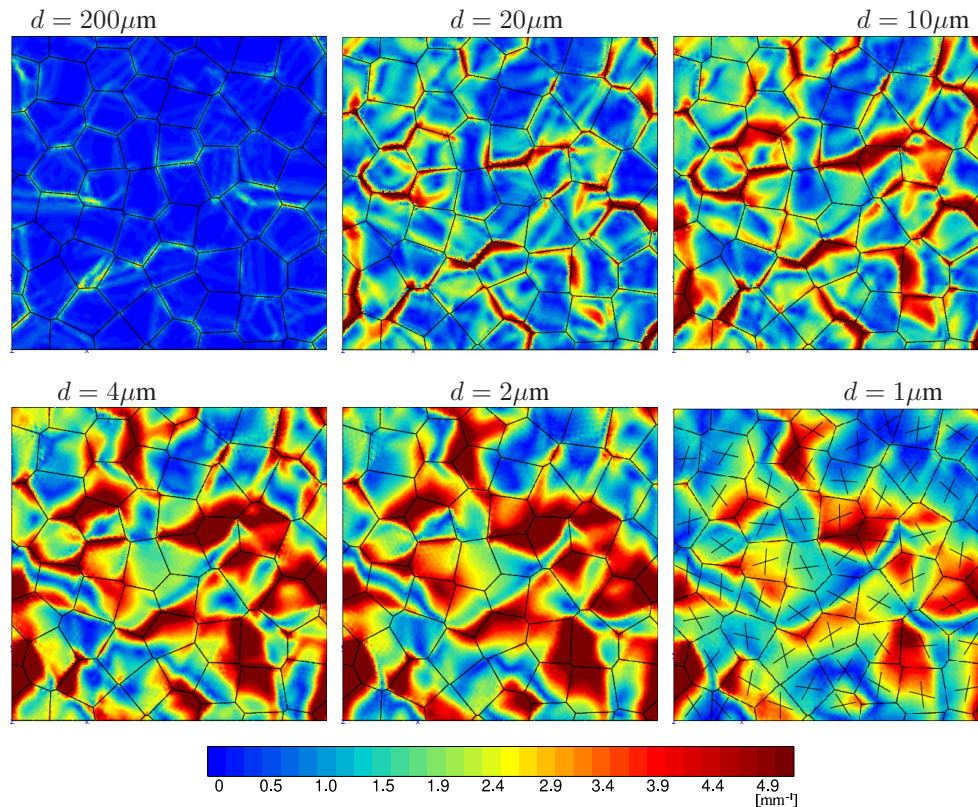 d = 200μm
d = 20μm
d = 10μm
d = 4μm
d = 2μm
d = 1μm
0 0.5 1.0 1.5 1.9 2.4 2.9 3.4 3.9 4.4 4.9
[mm⁻¹]